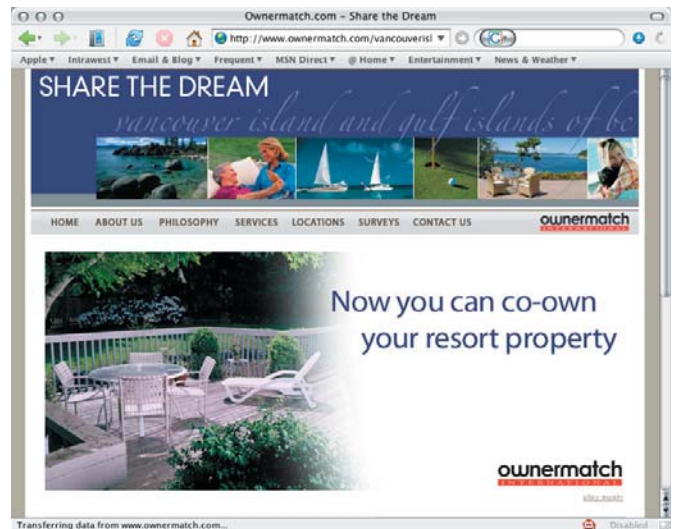 Ownermatch.com – Share the Dream
http://www.ownermatch.com/vancouverisl
Apple Intrawest Email & Blog Frequent MSN Direct @ Home Entertainment News & Weather
SHARE THE DREAM
vancouver island and gulf islands of bc
HOME ABOUT US PHILOSOPHY SERVICES LOCATIONS SURVEYS CONTACT US
ownermatch
INTERNATIONAL
Now you can co-own
your resort property
ownermatch
INTERNATIONAL
Transferring data from www.ownermatch.com... Disabled